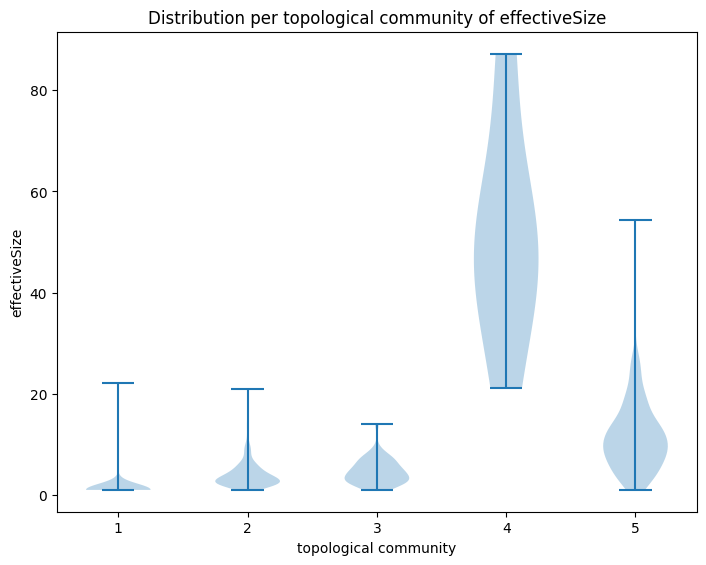 Distribution per topological community of effectiveSize
80
60
40
20
0
effectiveSize
1 2 3 4 5
topological community